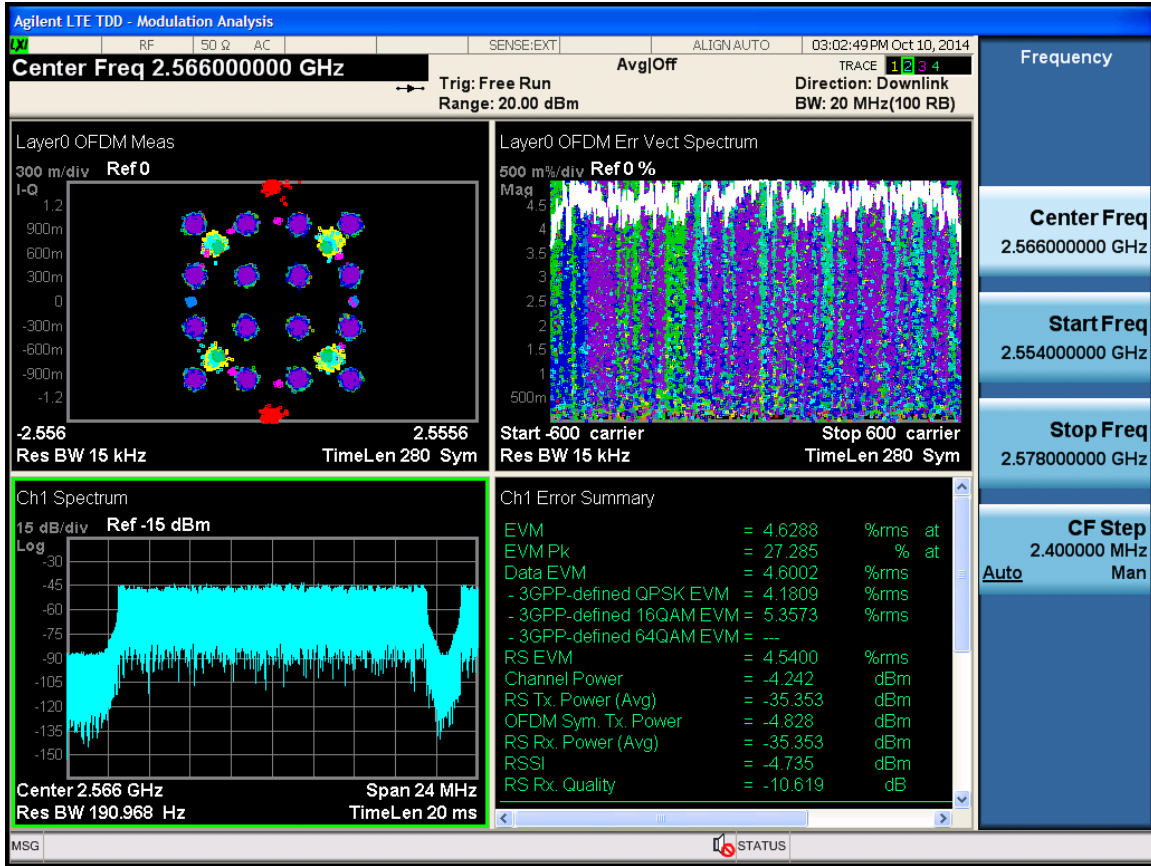 Agilent LTE TDD - Modulation Analysis
LXI RF 50 Ω AC SENSE:EXT ALIGN AUTO 03:02:49 PM Oct 10, 2014
Center Freq 2.566000000 GHz
Avg|Off
TRACE 1 2 3 4
Trig: Free Run
Direction: Downlink
Range: 20.00 dBm
BW: 20 MHz(100 RB)
Layer0 OFDM Meas
300 m/div Ref 0
I-Q
1.2
900m
600m
300m
0
-300m
-600m
-900m
-1.2
-2.556 2.5556
Res BW 15 kHz TimeLen 280 Sym
Layer0 OFDM Err Vect Spectrum
500 m%/div Ref 0 %
Mag
4.5
4
3.5
3
2.5
2
1.5
1
500m
Start -600 carrier Stop 600 carrier
Res BW 15 kHz TimeLen 280 Sym
Ch1 Spectrum
15 dB/div Ref -15 dBm
Log
-30
-45
-60
-75
-90
-105
-120
-135
-150
Center 2.566 GHz Span 24 MHz
Res BW 190.968 Hz TimeLen 20 ms
Ch1 Error Summary
EVM = 4.6288 %rms at
EVM Pk = 27.285 % at
Data EVM = 4.6002 %rms
- 3GPP-defined QPSK EVM = 4.1809 %rms
- 3GPP-defined 16QAM EVM = 5.3573 %rms
- 3GPP-defined 64QAM EVM = ---
RS EVM = 4.5400 %rms
Channel Power = -4.242 dBm
RS Tx. Power (Avg) = -35.353 dBm
OFDM Sym. Tx. Power = -4.828 dBm
RS Rx. Power (Avg) = -35.353 dBm
RSSI = -4.735 dBm
RS Rx. Quality = -10.619 dB
MSG STATUS
Frequency
Center Freq
2.566000000 GHz
Start Freq
2.554000000 GHz
Stop Freq
2.578000000 GHz
CF Step
2.400000 MHz
Auto Man